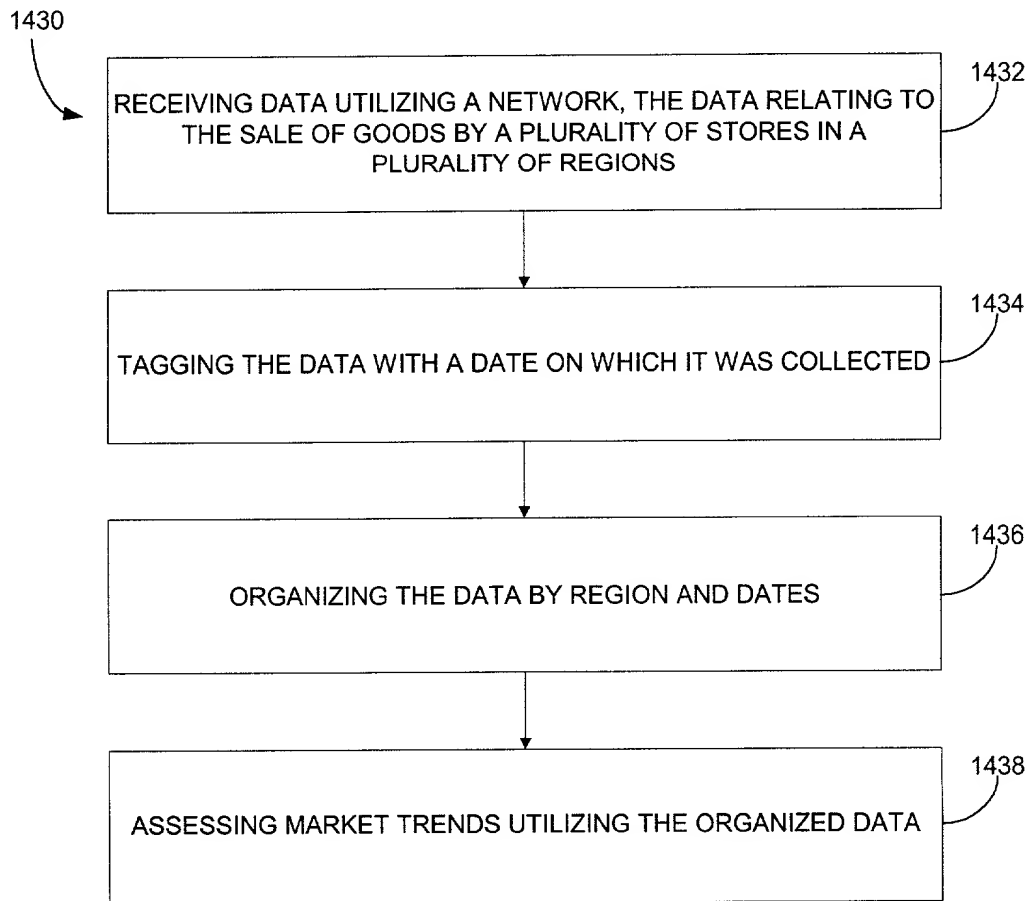 1430
RECEIVING DATA UTILIZING A NETWORK, THE DATA RELATING TO
THE SALE OF GOODS BY A PLURALITY OF STORES IN A
PLURALITY OF REGIONS
1432
TAGGING THE DATA WITH A DATE ON WHICH IT WAS COLLECTED
1434
ORGANIZING THE DATA BY REGION AND DATES
1436
ASSESSING MARKET TRENDS UTILIZING THE ORGANIZED DATA
1438